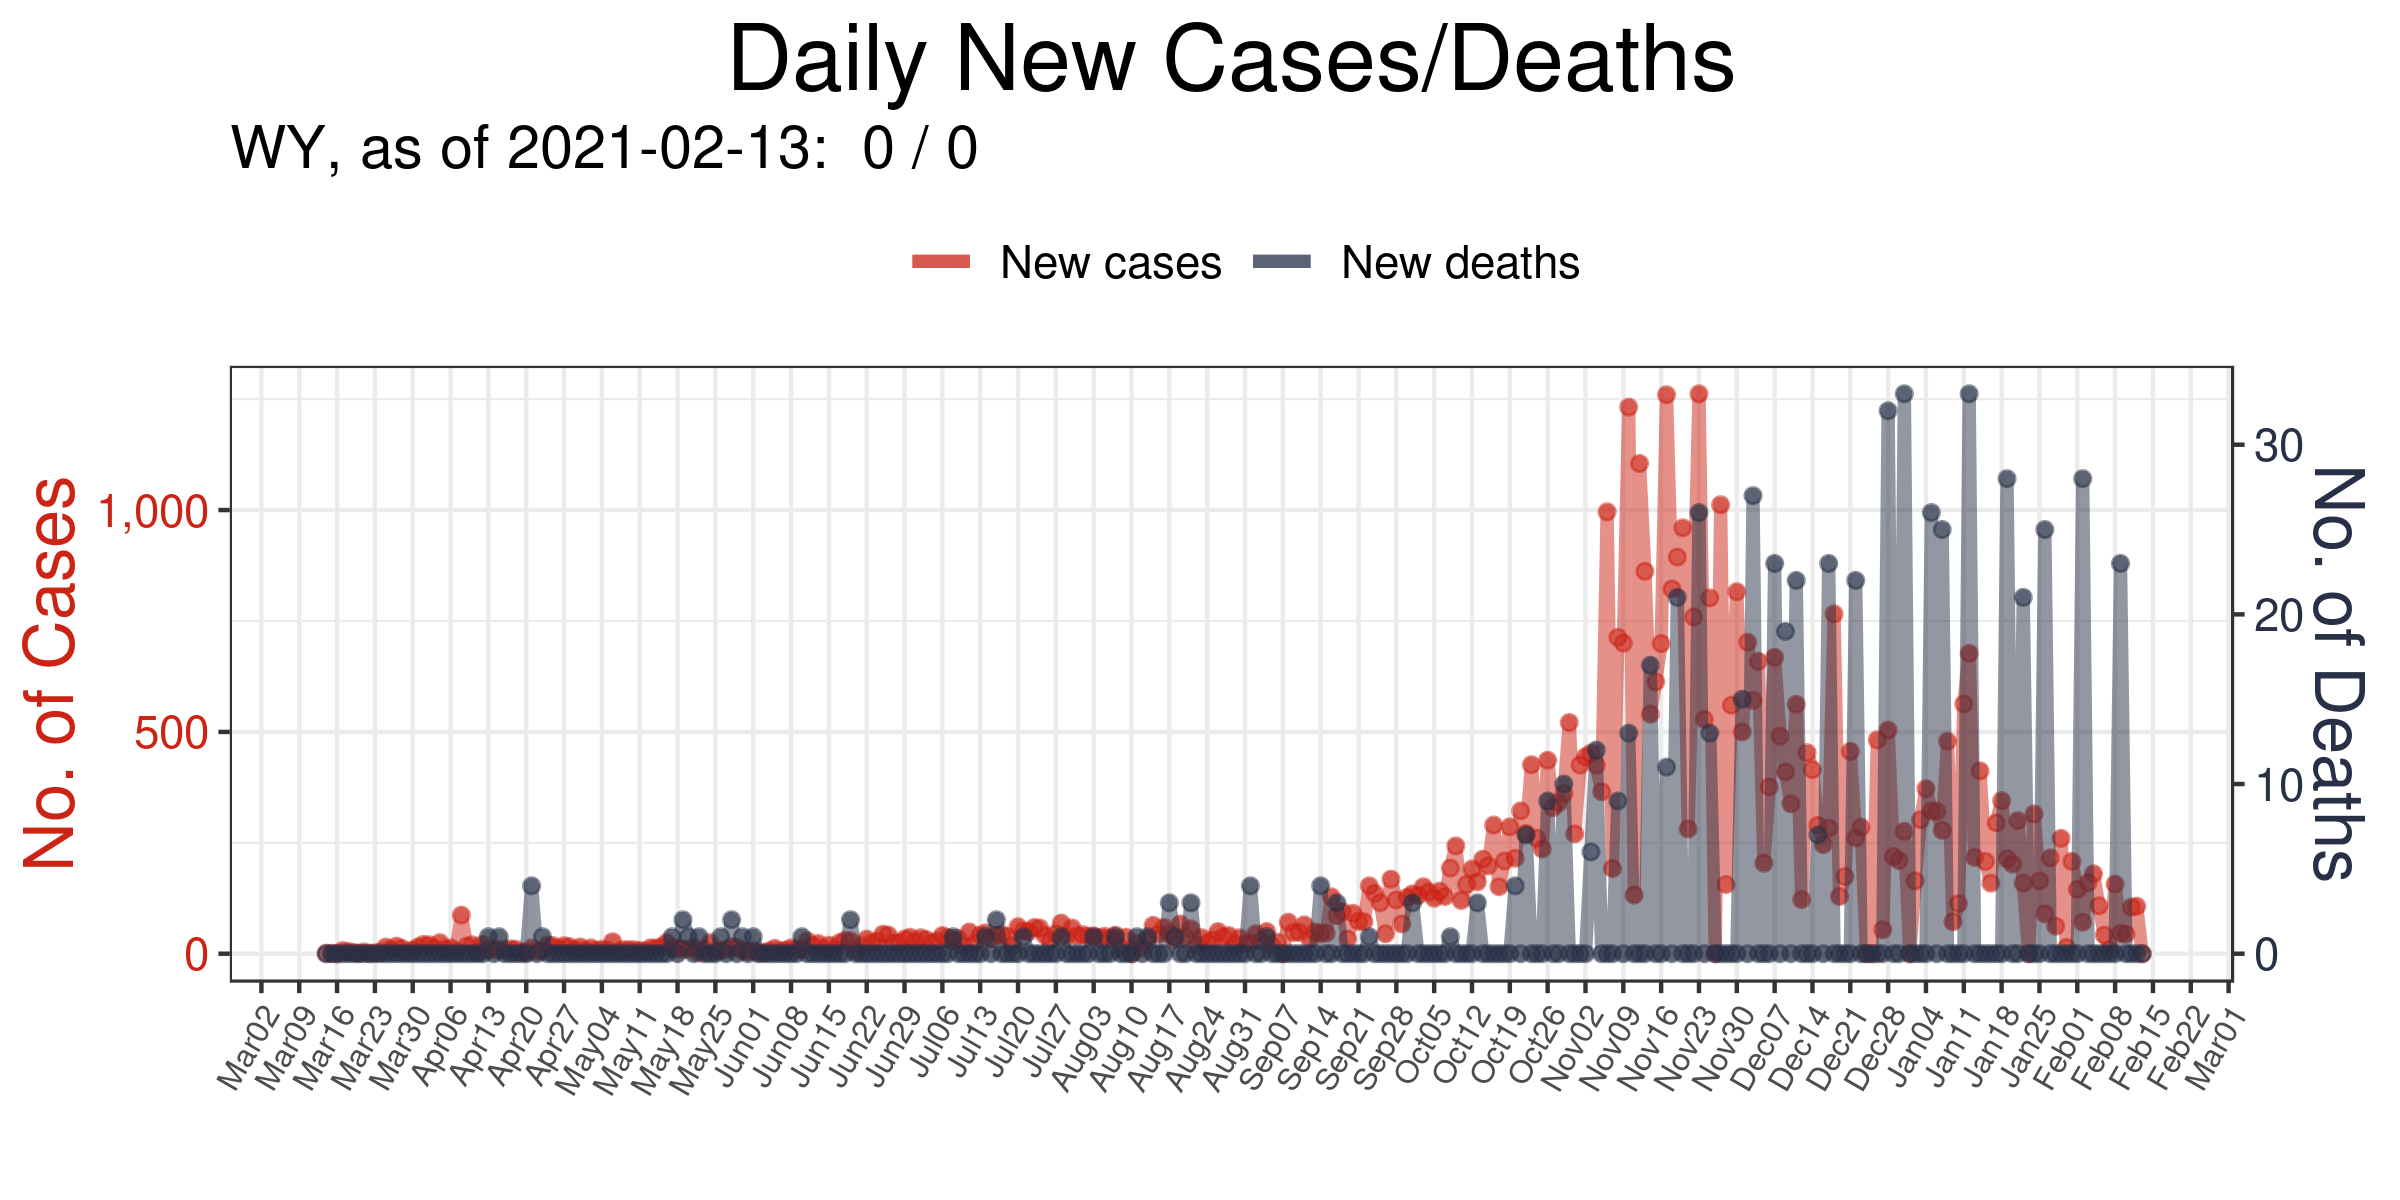 Daily New Cases/Deaths
WY, as of 2021-02-13:  0 / 0
New cases
New deaths
No. of Cases
1,000
500
0
30
20
10
0
No. of Deaths
Mar02
Mar09
Mar16
Mar23
Mar30
Apr06
Apr13
Apr20
Apr27
May04
May11
May18
May25
Jun01
Jun08
Jun15
Jun22
Jun29
Jul06
Jul13
Jul20
Jul27
Aug03
Aug10
Aug17
Aug24
Aug31
Sep07
Sep14
Sep21
Sep28
Oct05
Oct12
Oct19
Oct26
Nov02
Nov09
Nov16
Nov23
Nov30
Dec07
Dec14
Dec21
Dec28
Jan04
Jan11
Jan18
Jan25
Feb01
Feb08
Feb15
Feb22
Mar01